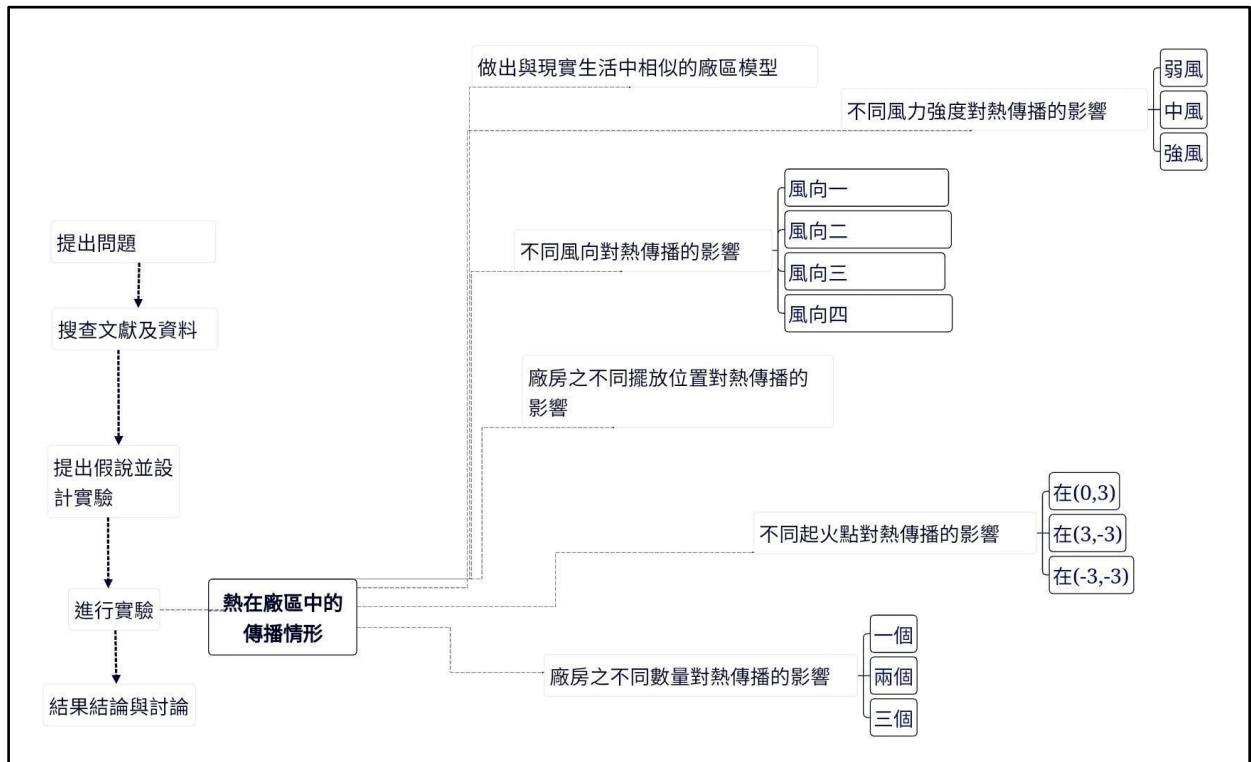 提出問題
搜查文獻及資料
提出假說並設
計實驗
進行實驗
結果結論與討論
熱在廠區中的
傳播情形
做出與現實生活中相似的廠區模型
不同風力強度對熱傳播的影響
弱風
中風
強風
不同風向對熱傳播的影響
風向一
風向二
風向三
風向四
廠房之不同擺放位置對熱傳播的
影響
不同起火點對熱傳播的影響
在(0,3)
在(3,-3)
在(-3,-3)
廠房之不同數量對熱傳播的影響
一個
兩個
三個